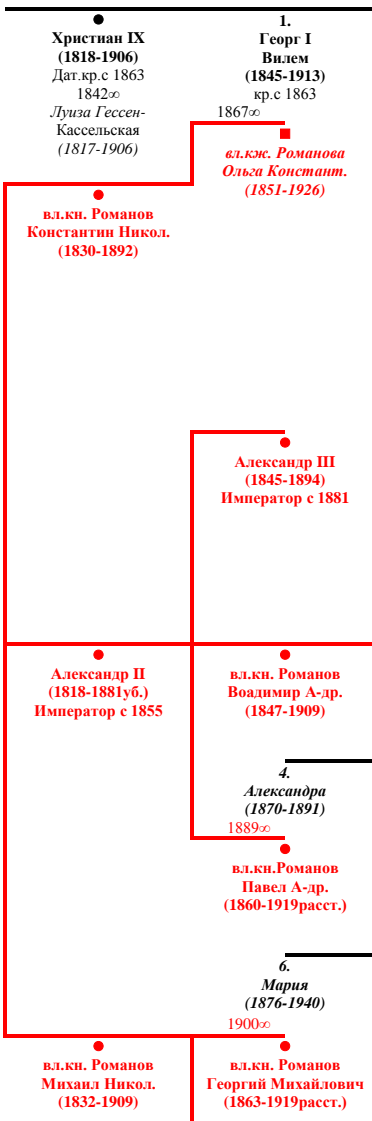 Христиан IX
(1818-1906)
Дат.кр.с 1863
1842∞
Луиза Гессен-
Кассельская
(1817-1906)
1.
Георг I
Вилем
(1845-1913)
кр.с 1863
1867∞
вл.кж. Романова
Ольга Констант.
(1851-1926)
вл.кн. Романов
Константин Никол.
(1830-1892)
Александр III
(1845-1894)
Император с 1881
Александр II
(1818-1881уб.)
Император с 1855
вл.кн. Романов
Воадимир А-др.
(1847-1909)
4.
Александра
(1870-1891)
1889∞
вл.кн.Романов
Павел А-др.
(1860-1919расст.)
6.
Мария
(1876-1940)
1900∞
вл.кн. Романов
Михаил Никол.
(1832-1909)
вл.кн. Романов
Георгий Михайлович
(1863-1919расст.)